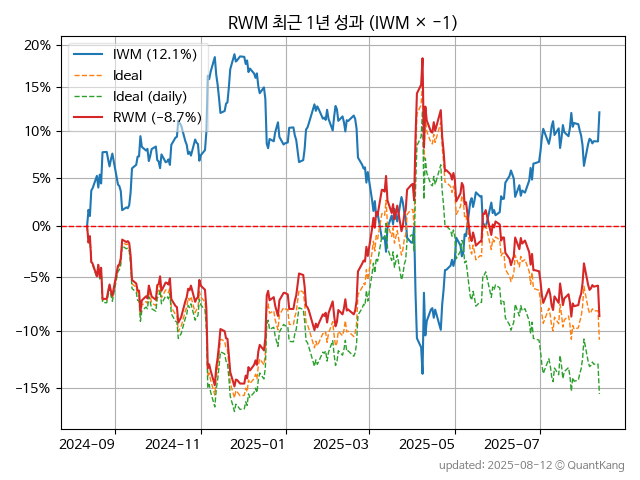 RWM 최근 1년 성과 (IWM × −1)
20%
15%
10%
5%
0%
−5%
−10%
−15%
IWM (12.1%)
Ideal
Ideal (daily)
RWM (−8.7%)
2024-09
2024-11
2025-01
2025-03
2025-05
2025-07
updated: 2025-08-12 © QuantKang